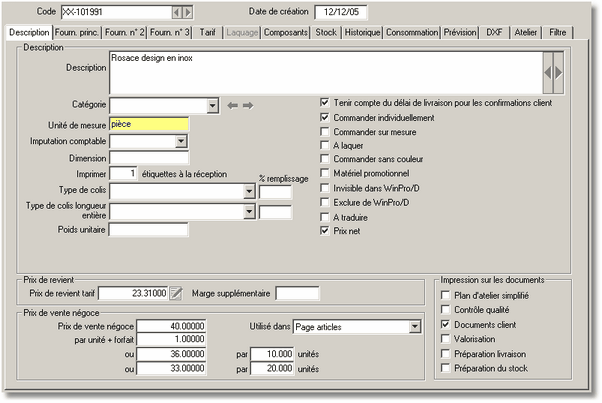 Code XX-101991 Date de création 12/12/05
Description Fourn. princ. Fourn. n° 2 Fourn. n° 3 Tarif Laquage Composants Stock Historique Consommation Prévision DXF Atelier Filtre
Description
Description Rosace design en inox
Catégorie
Unité de mesure pièce
Imputation comptable
Dimension
Imprimer 1 étiquettes à la réception
% remplissage
Type de colis
Type de colis longueur entière
Poids unitaire
Tenir compte du délai de livraison pour les confirmations client
Commander individuellement
Commander sur mesure
A laquer
Commander sans couleur
Matériel promotionnel
Invisible dans WinPro/D
Exclure de WinPro/D
A traduire
Prix net
Prix de revient
Prix de revient tarif 23.31000 Marge supplémentaire
Prix de vente négoce
Prix de vente négoce 40.00000 Utilisé dans Page articles
par unité + forfait 1.00000
ou 36.00000 par 10.000 unités
ou 33.00000 par 20.000 unités
Impression sur les documents
Plan d'atelier simplifié
Contrôle qualité
Documents client
Valorisation
Préparation livraison
Préparation du stock